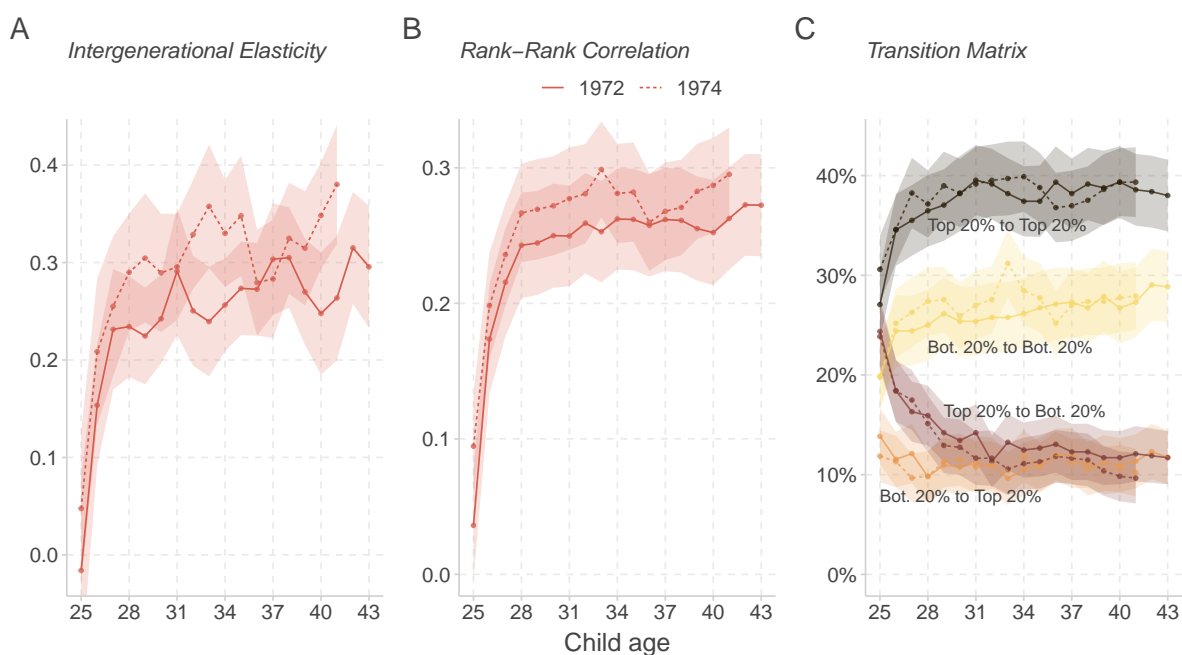 A
B
C
Intergenerational Elasticity
Rank−Rank Correlation
Transition Matrix
1972 1974
0.4
0.3
0.2
0.1
0.0
25 28 31 34 37 40 43
0.3
0.2
0.1
0.0
25 28 31 34 37 40 43
40%
30%
20%
10%
0%
Top 20% to Top 20%
Bot. 20% to Bot. 20%
Top 20% to Bot. 20%
Bot. 20% to Top 20%
25 28 31 34 37 40 43
Child age